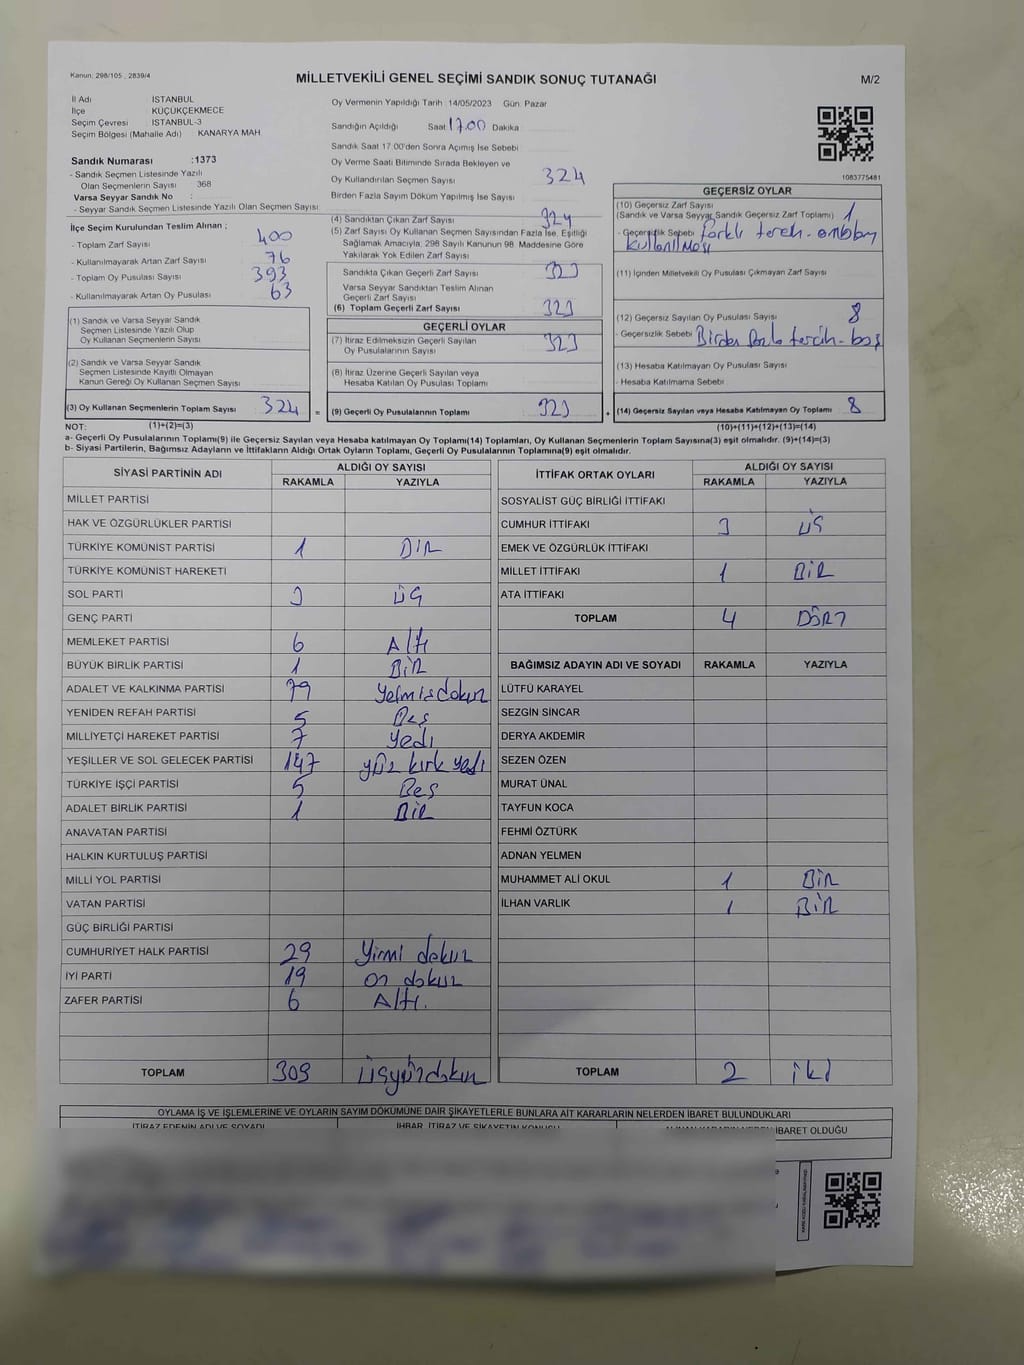 Kanun: 298/105 , 2839/4
MİLLETVEKİLİ GENEL SEÇİMİ SANDIK SONUÇ TUTANAĞI
M/2
İl Adı İSTANBUL
İlçe KÜÇÜKÇEKMECE
Seçim Çevresi İSTANBUL-3
Seçim Bölgesi (Mahalle Adı) KANARYA MAH.
Sandık Numarası :1373
- Sandık Seçmen Listesinde Yazılı
Olan Seçmenlerin Sayısı 368
Varsa Seyyar Sandık No :
- Seyyar Sandık Seçmen Listesinde Yazılı Olan Seçmen Sayısı:
İlçe Seçim Kurulundan Teslim Alınan ;
- Toplam Zarf Sayısı 400
- Kullanılmayarak Artan Zarf Sayısı 76
- Toplam Oy Pusulası Sayısı 393
- Kullanılmayarak Artan Oy Pusulası 63
(1) Sandık ve Varsa Seyyar Sandık
Seçmen Listesinde Yazılı Olup
Oy Kullanan Seçmenlerin Sayısı
(2) Sandık ve Varsa Seyyar Sandık
Seçmen Listesinde Kayıtlı Olmayan
Kanun Gereği Oy Kullanan Seçmen Sayısı
(3) Oy Kullanan Seçmenlerin Toplam Sayısı 324
Oy Vermenin Yapıldığı Tarih : 14/05/2023 Gün: Pazar
Sandığın Açıldığı Saat 17.00 Dakika
Sandık Saat 17:00'den Sonra Açımış İse Sebebi
Oy Verme Saati Bitiminde Sırada Bekleyen ve
Oy Kullandırılan Seçmen Sayısı 324
Birden Fazla Sayım Döküm Yapılmış İse Sayısı
(4) Sandıktan Çıkan Zarf Sayısı 324
(5) Zarf Sayısı Oy Kullanan Seçmen Sayısından Fazla İse, Eşitliği
Sağlamak Amacıyla; 298 Sayılı Kanunun 98. Maddesine Göre
Yakılarak Yok Edilen Zarf Sayısı
Sandıkta Çıkan Geçerli Zarf Sayısı 323
Varsa Seyyar Sandıktan Teslim Alınan
Geçerli Zarf Sayısı
(6) Toplam Geçerli Zarf Sayısı 323
GEÇERLİ OYLAR
(7) İtiraz Edilmeksizin Geçerli Sayılan
Oy Pusulalarının Sayısı 323
(8) İtiraz Üzerine Geçerli Sayılan veya
Hesaba Katılan Oy Pusulası Toplamı
= (9) Geçerli Oy Pusulalarının Toplamı 323
1083775481
GEÇERSİZ OYLAR
(10) Geçersiz Zarf Sayısı
(Sandık ve Varsa Seyyar Sandık Geçersiz Zarf Toplamı) 1
- Geçersizlik Sebebi farklı tercih
kullanılması
(11) İçinden Milletvekili Oy Pusulası Çıkmayan Zarf Sayısı
(12) Geçersiz Sayılan Oy Pusulası Sayısı 8
- Geçersizlik Sebebi Birden fazla tercih - boş
(13) Hesaba Katılmayan Oy Pusulası Sayısı
- Hesaba Katılmama Sebebi
+ (14) Geçersiz Sayılan veya Hesaba Katılmayan Oy Toplamı 8
NOT: (1)+(2)=(3) (10)+(11)+(12)+(13)=(14)
a- Geçerli Oy Pusulalarının Toplamı(9) ile Geçersiz Sayılan veya Hesaba katılmayan Oy Toplamı(14) Toplamları, Oy Kullanan Seçmenlerin Toplam Sayısına(3) eşit olmalıdır. (9)+(14)=(3)
b- Siyasi Partilerin, Bağımsız Adayların ve İttifakların Aldığı Ortak Oyların Toplamı, Geçerli Oy Pusulalarının Toplamına(9) eşit olmalıdır.
SİYASİ PARTİNİN ADI ALDIĞI OY SAYISI
RAKAMLA YAZIYLA
MİLLET PARTİSİ
HAK VE ÖZGÜRLÜKLER PARTİSİ
TÜRKİYE KOMÜNİST PARTİSİ 1 BİR
TÜRKİYE KOMÜNİST HAREKETİ
SOL PARTİ 3 ÜÇ
GENÇ PARTİ
MEMLEKET PARTİSİ 6 Altı
BÜYÜK BİRLİK PARTİSİ 1 BİR
ADALET VE KALKINMA PARTİSİ 79 Yetmişdokuz
YENİDEN REFAH PARTİSİ 5 Beş
MİLLİYETÇİ HAREKET PARTİSİ 7 Yedi
YEŞİLLER VE SOL GELECEK PARTİSİ 147 yüz kırk yedi
TÜRKİYE İŞÇİ PARTİSİ 5 Beş
ADALET BİRLİK PARTİSİ 1 BİR
ANAVATAN PARTİSİ
HALKIN KURTULUŞ PARTİSİ
MİLLİ YOL PARTİSİ
VATAN PARTİSİ
GÜÇ BİRLİĞİ PARTİSİ
CUMHURİYET HALK PARTİSİ 29 Yirmi dokuz
İYİ PARTİ 19 on dokuz
ZAFER PARTİSİ 6 Altı.
TOPLAM 309 Üçyüzdokuz
İTTİFAK ORTAK OYLARI ALDIĞI OY SAYISI
RAKAMLA YAZIYLA
SOSYALİST GÜÇ BİRLİĞİ İTTİFAKI
CUMHUR İTTİFAKI 3 ÜÇ
EMEK VE ÖZGÜRLÜK İTTİFAKI
MİLLET İTTİFAKI 1 BİR
ATA İTTİFAKI
TOPLAM 4 DÖRT
BAĞIMSIZ ADAYIN ADI VE SOYADI RAKAMLA YAZIYLA
LÜTFÜ KARAYEL
SEZGİN SİNCAR
DERYA AKDEMİR
SEZEN ÖZEN
MURAT ÜNAL
TAYFUN KOCA
FEHMİ ÖZTÜRK
ADNAN YELMEN
MUHAMMET ALİ OKUL 1 BİR
İLHAN VARLIK 1 BİR
TOPLAM 2 iki
OYLAMA İŞ VE İŞLEMLERİNE VE OYLARIN SAYIM DÖKÜMÜNE DAİR ŞİKAYETLERLE BUNLARA AİT KARARLARIN NELERDEN İBARET BULUNDUKLARI
İTİRAZ EDENİN ADI VE SOYADI İHBAR, İTİRAZ VE ŞİKAYETİN KONUSU İBARET OLDUĞU